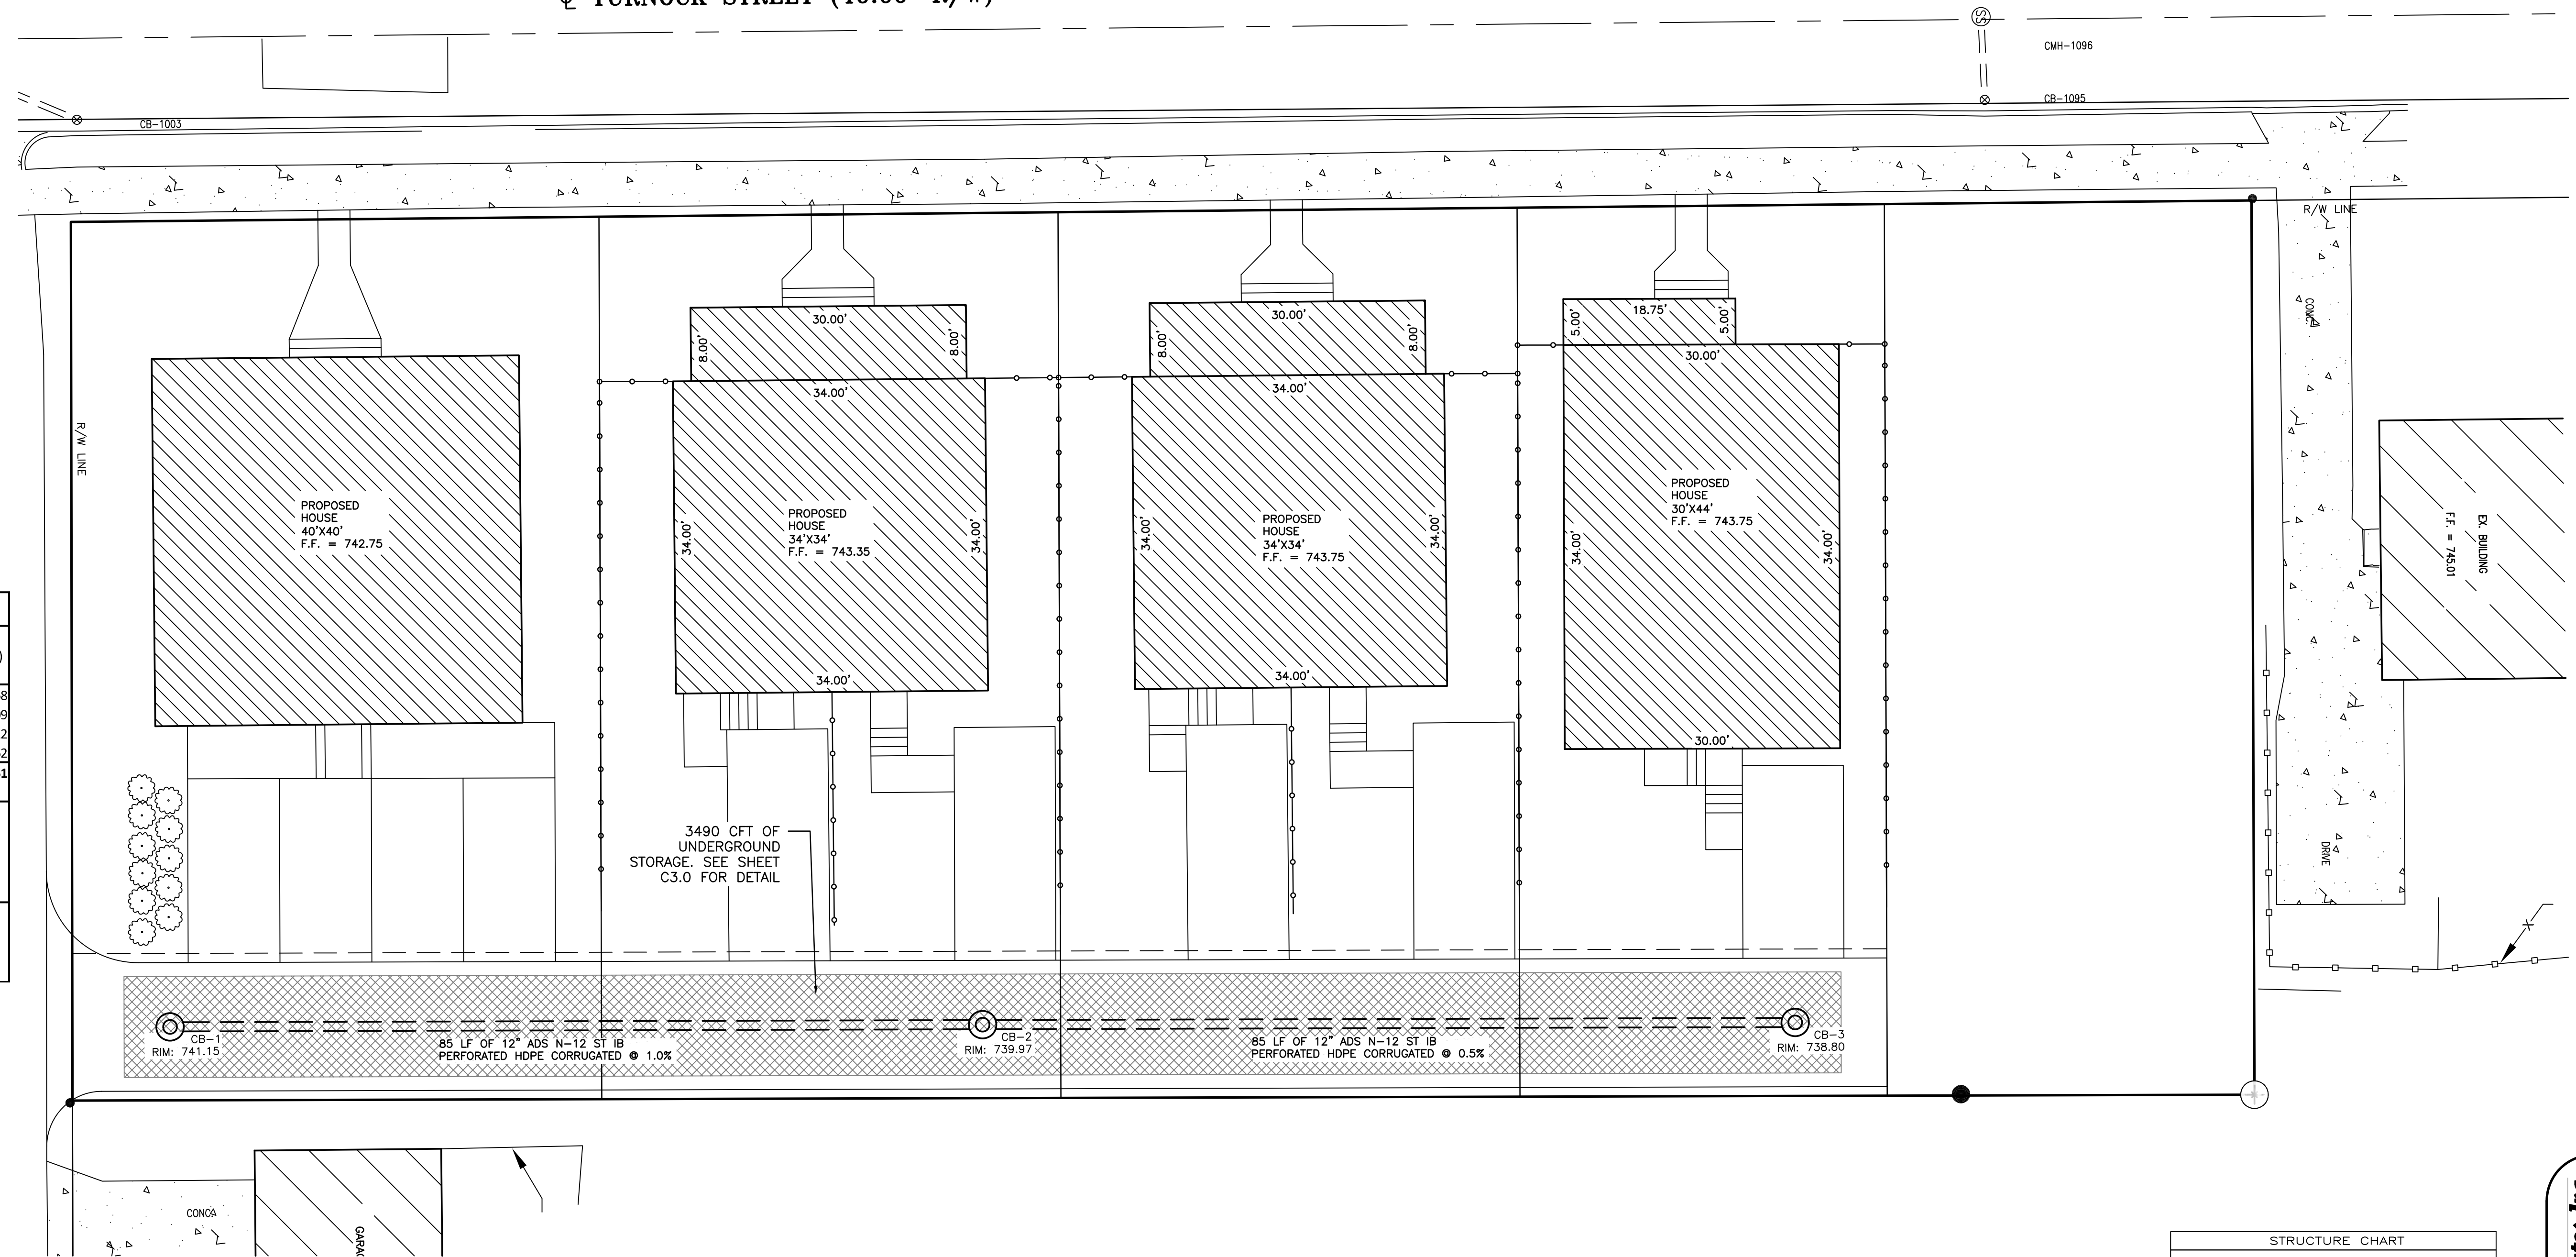 ℄ TURNOCK STREET (40.00' R/W)
CMH-1096
CB-1003
CB-1095
R/W LINE
R/W LINE
CONC.
30.00'
8.00'
8.00'
34.00'
30.00'
8.00'
8.00'
34.00'
18.75'
5.00'
5.00'
30.00'
PROPOSED
HOUSE
40'X40'
F.F. = 742.75
34.00'
PROPOSED
HOUSE
34'X34'
F.F. = 743.35
34.00'
34.00'
34.00'
PROPOSED
HOUSE
34'X34'
F.F. = 743.75
34.00'
34.00'
34.00'
PROPOSED
HOUSE
30'X44'
F.F. = 743.75
34.00'
30.00'
EX. BUILDING
F.F. = 745.01
DRIVE
3490 CFT OF
UNDERGROUND
STORAGE. SEE SHEET
C3.0 FOR DETAIL
CB-1
RIM: 741.15
85 LF OF 12" ADS N-12 ST IB
PERFORATED HDPE CORRUGATED @ 1.0%
CB-2
RIM: 739.97
85 LF OF 12" ADS N-12 ST IB
PERFORATED HDPE CORRUGATED @ 0.5%
CB-3
RIM: 738.80
CONC.
STRUCTURE CHART